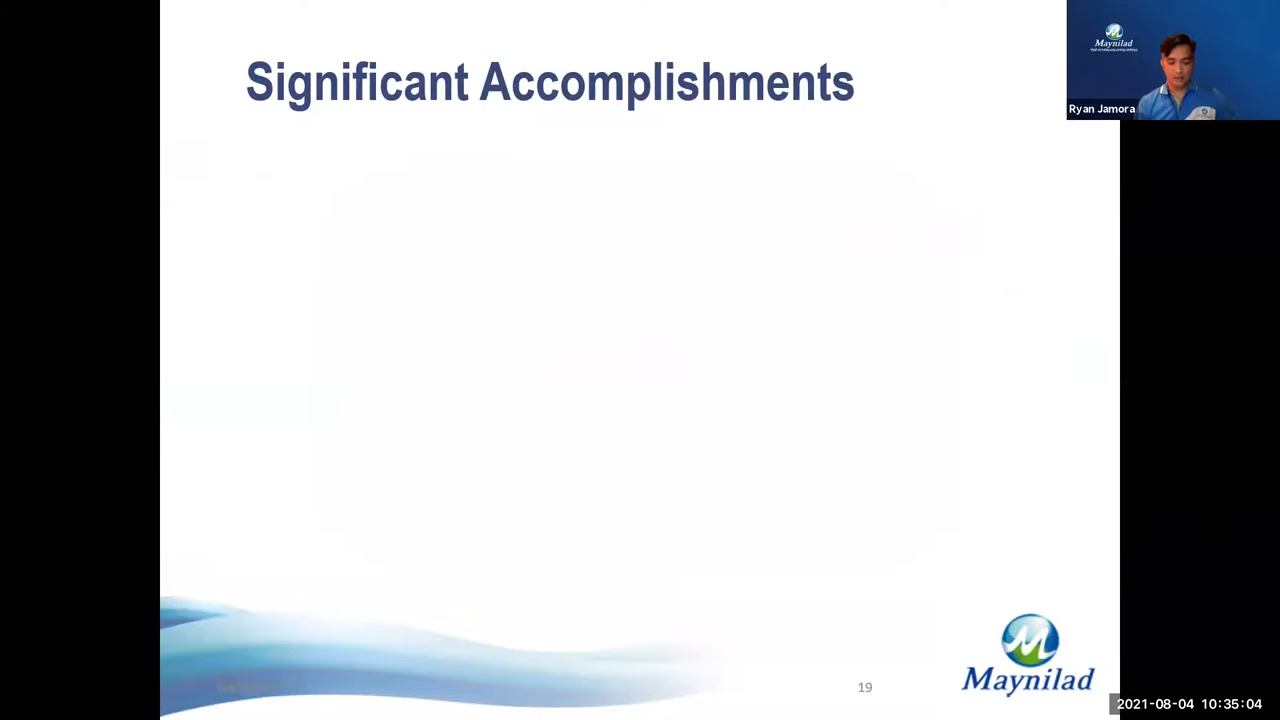 Significant Accomplishments
Maynilad
Ryan Jamora
19
Maynilad
2021-08-04 10:35:04